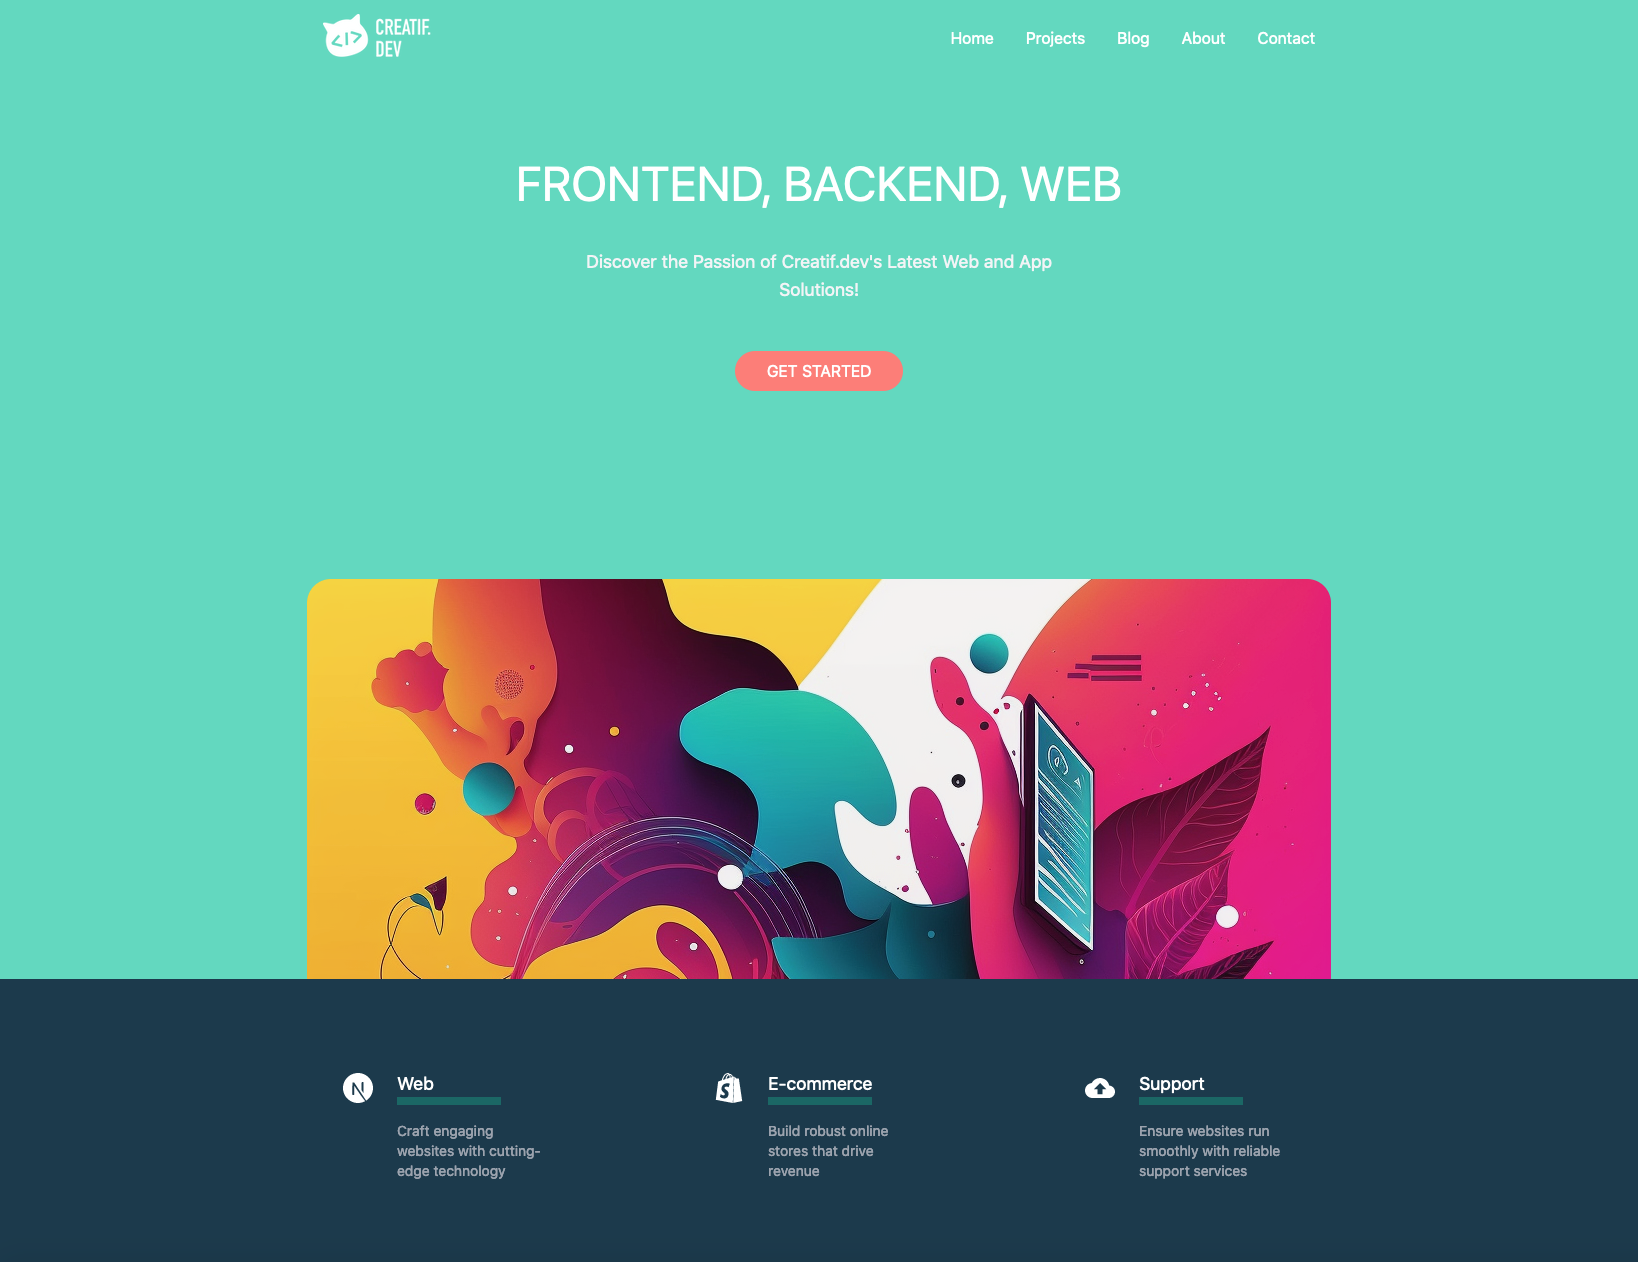 CREATIF.
DEV
Home Projects Blog About Contact
FRONTEND, BACKEND, WEB
Discover the Passion of Creatif.dev's Latest Web and App
Solutions!
GET STARTED
Web
Craft engaging
websites with cutting-
edge technology
E-commerce
Build robust online
stores that drive
revenue
Support
Ensure websites run
smoothly with reliable
support services